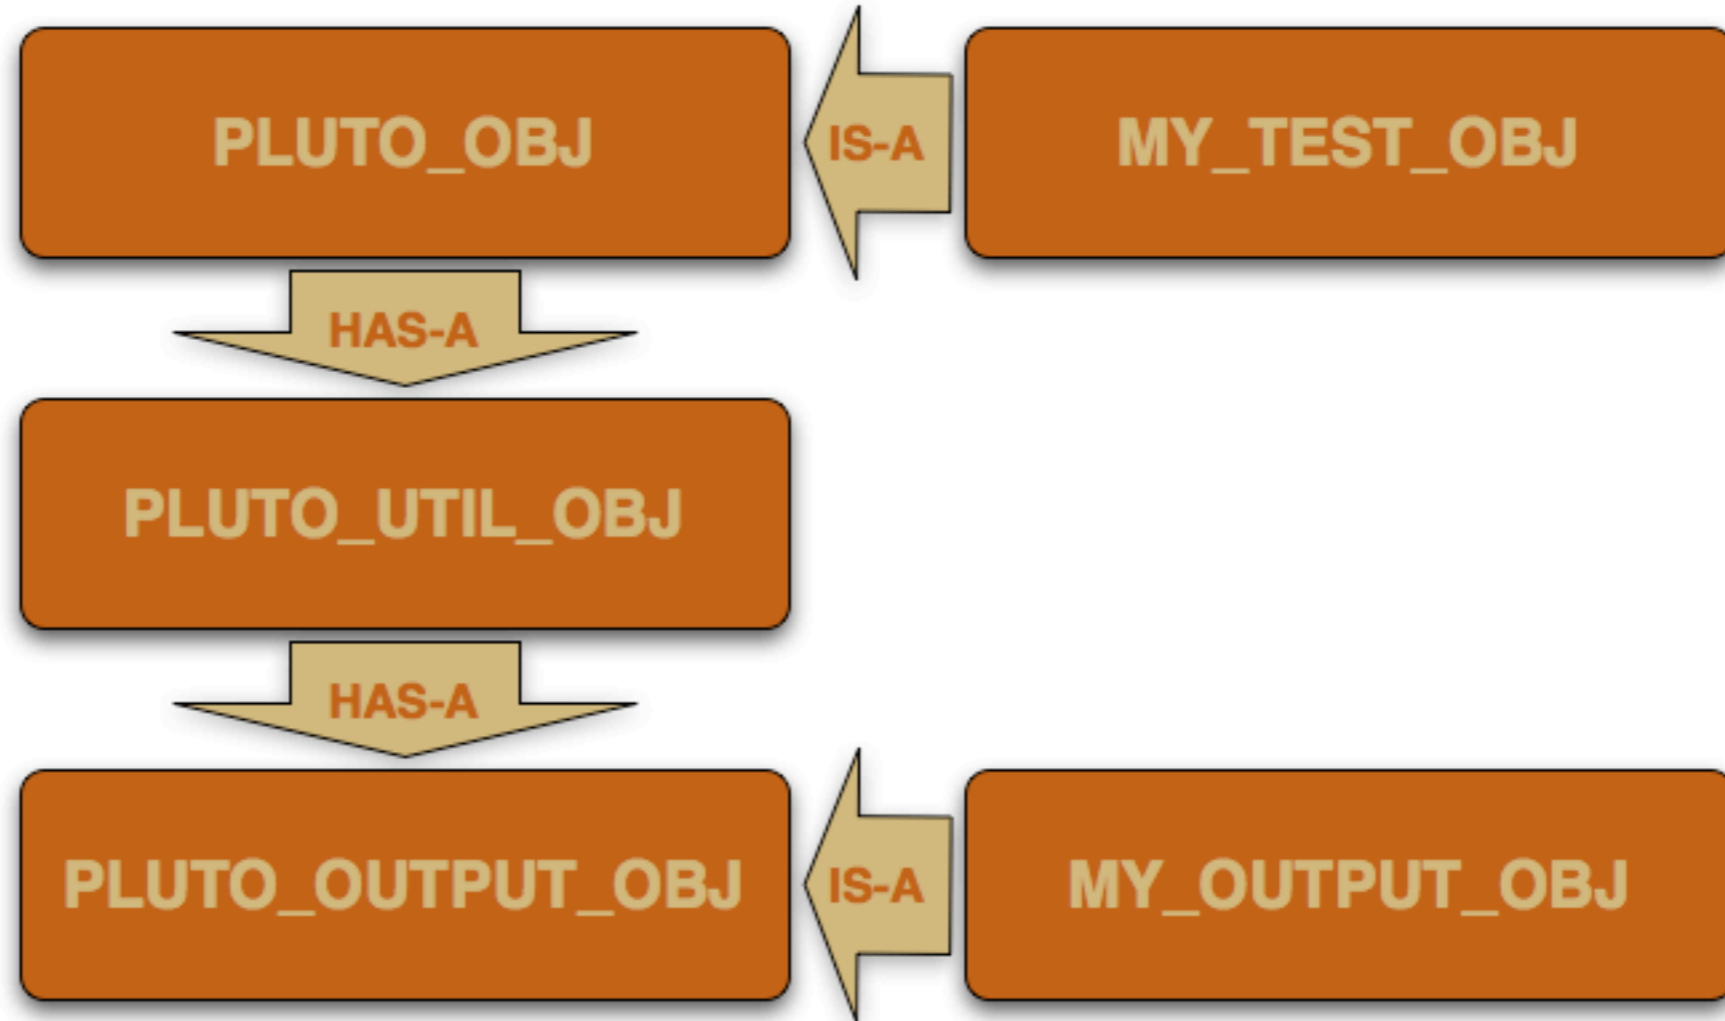 PLUTO_OBJ
IS-A
MY_TEST_OBJ
HAS-A
PLUTO_UTIL_OBJ
HAS-A
PLUTO_OUTPUT_OBJ
IS-A
MY_OUTPUT_OBJ